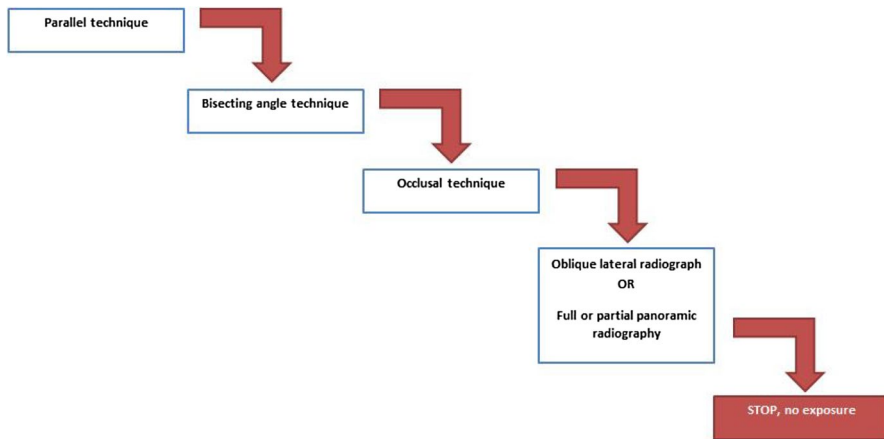 Parallel technique
Bisecting angle technique
Occlusal technique
Oblique lateral radiograph
OR
Full or partial panoramic
radiography
STOP, no exposure